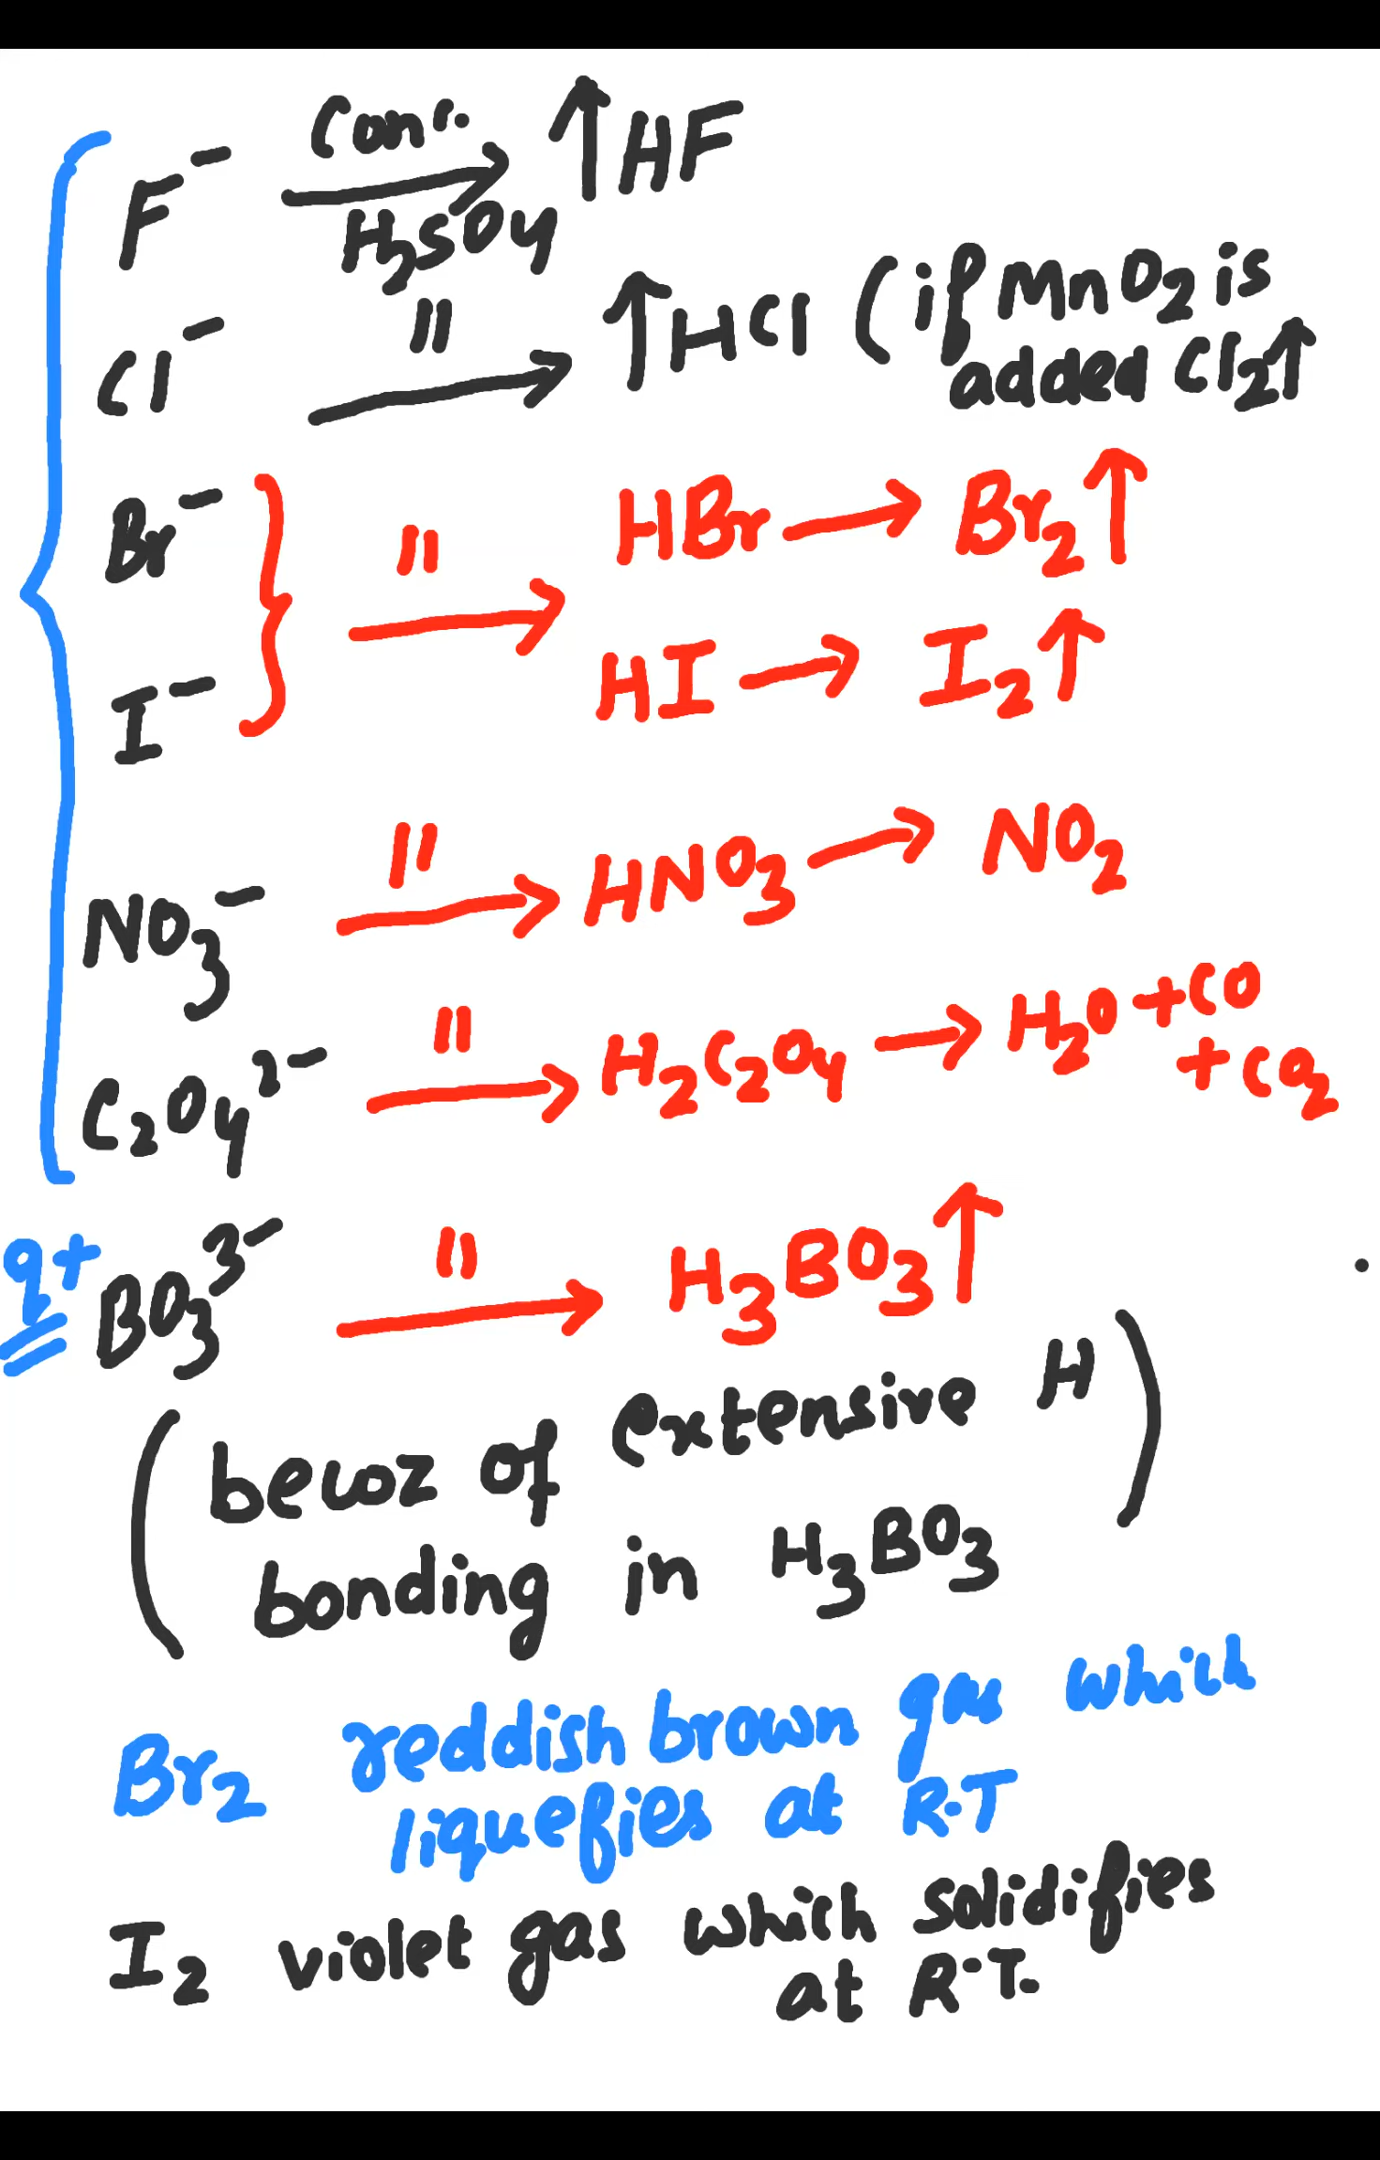 F⁻ Conc. H₂SO₄ → ↑HF
Cl⁻ " → ↑HCl (if MnO₂ is
added Cl₂↑
Br⁻ } " → HBr → Br₂↑
I⁻ HI → I₂↑
NO₃⁻ " → HNO₃ → NO₂
C₂O₄²⁻ " → H₂C₂O₄ → H₂O + CO
+ CO₂
BO₃³⁻ " → H₃BO₃↑
(becoz of extensive H
bonding in H₃BO₃)
Br₂ reddish brown gas which
liquefies at R.T
I₂ violet gas which solidifies
at R.T.